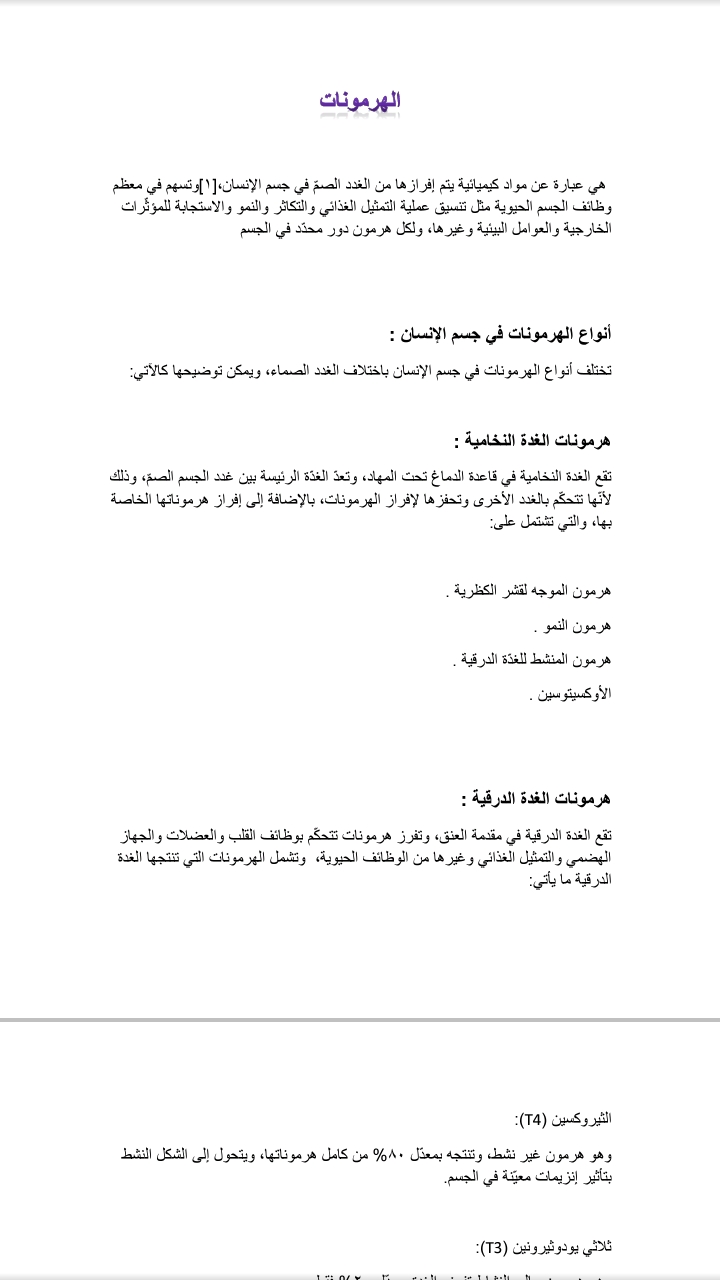 الهرمونات
هي عبارة عن مواد كيميائية يتم إفرازها من الغدد الصمّ في جسم الإنسان،[١]وتسهم في معظم
وظائف الجسم الحيوية مثل تنسيق عملية التمثيل الغذائي والتكاثر والنمو والاستجابة للمؤثّرات
الخارجية والعوامل البيئية وغيرها، ولكل هرمون دور محدّد في الجسم
أنواع الهرمونات في جسم الإنسان :
تختلف أنواع الهرمونات في جسم الإنسان باختلاف الغدد الصماء، ويمكن توضيحها كالآتي:
هرمونات الغدة النخامية :
تقع الغدة النخامية في قاعدة الدماغ تحت المهاد، وتعدّ الغدّة الرئيسة بين غدد الجسم الصمّ، وذلك
لأنّها تتحكّم بالغدد الأخرى وتحفزها لإفراز الهرمونات، بالإضافة إلى إفراز هرموناتها الخاصة
بها، والتي تشتمل على:
هرمون الموجه لقشر الكظرية .
هرمون النمو .
هرمون المنشط للغدّة الدرقية .
الأوكسيتوسين .
هرمونات الغدة الدرقية :
تقع الغدة الدرقية في مقدمة العنق، وتفرز هرمونات تتحكّم بوظائف القلب والعضلات والجهاز
الهضمي والتمثيل الغذائي وغيرها من الوظائف الحيوية، وتشمل الهرمونات التي تنتجها الغدة
الدرقية ما يأتي:
الثيروكسين (T4):
وهو هرمون غير نشط، وتنتجه بمعدّل ٨٠% من كامل هرموناتها، ويتحول إلى الشكل النشط
بتأثير إنزيمات معيّنة في الجسم.
ثلاثي يودوثيرونين (T3):